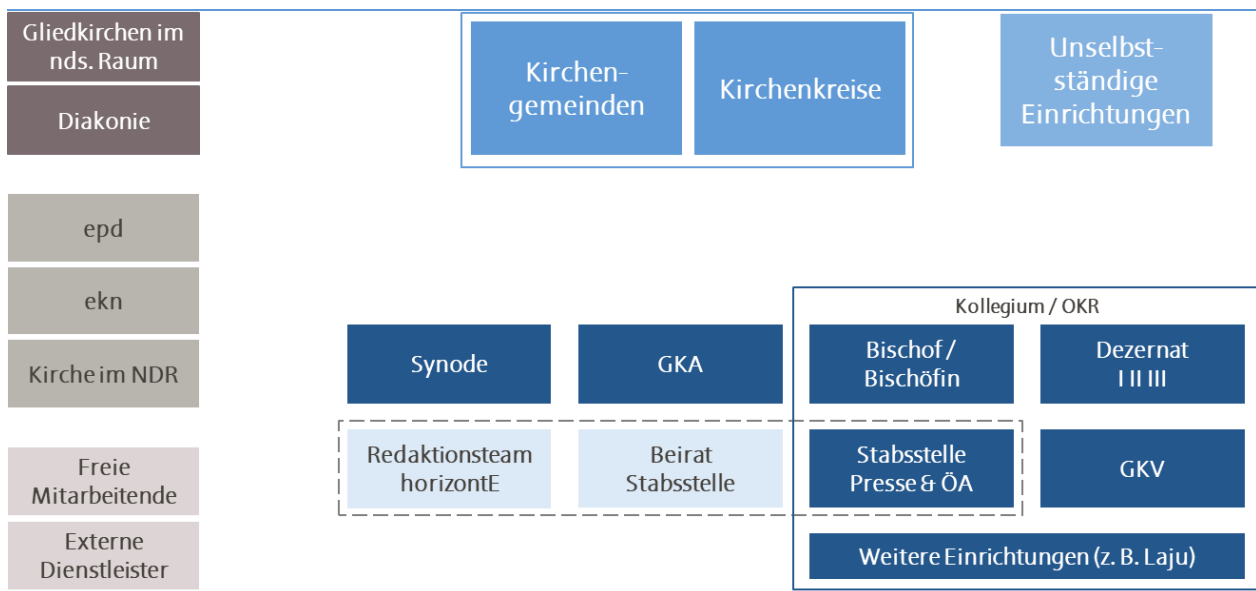 Gliedkirchen im
nds. Raum
Diakonie
Kirchen-
gemeinden
Kirchenkreise
Unselbst-
ständige
Einrichtungen
epd
ekn
Kirche im NDR
Kollegium / OKR
Synode
GKA
Bischof /
Bischöfin
Dezernat
I II III
Redaktionsteam
horizontE
Beirat
Stabsstelle
Stabsstelle
Presse & ÖA
GKV
Weitere Einrichtungen (z. B. Laju)
Freie
Mitarbeitende
Externe
Dienstleister